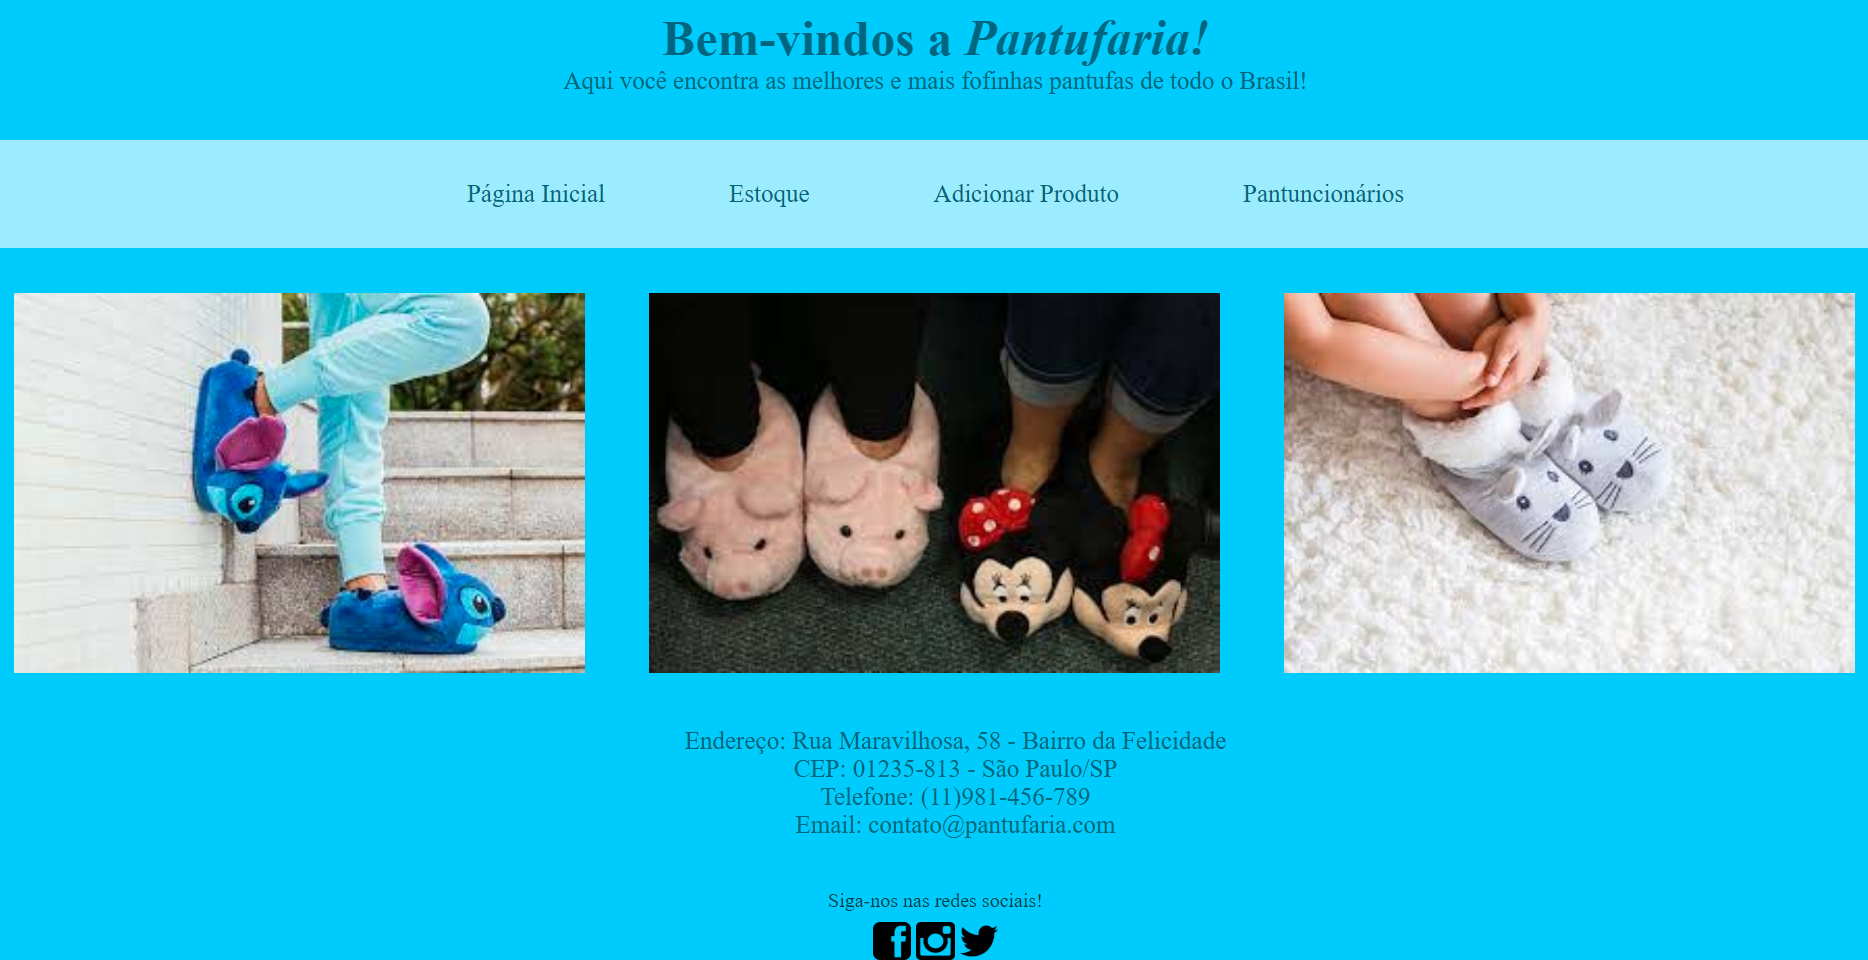 Bem-vindos a Pantufaria!
Aqui você encontra as melhores e mais fofinhas pantufas de todo o Brasil!
Página Inicial
Estoque
Adicionar Produto
Pantuncionários
Endereço: Rua Maravilhosa, 58 - Bairro da Felicidade
CEP: 01235-813 - São Paulo/SP
Telefone: (11)981-456-789
Email: contato@pantufaria.com
Siga-nos nas redes sociais!